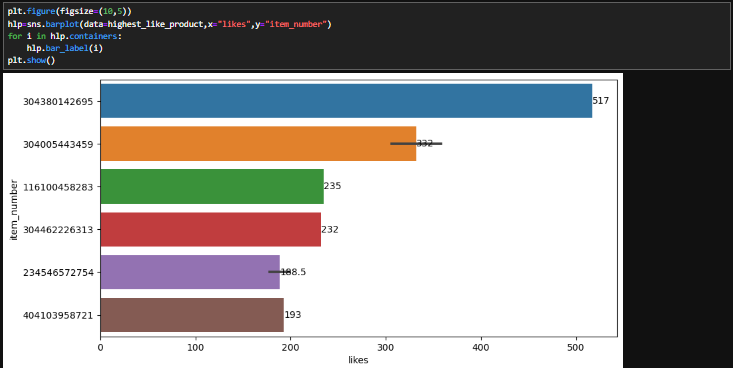 plt.figure(figsize=(10,5))
hlp=sns.barplot(data=highest_like_product,x="likes",y="item_number")
for i in hlp.containers:
    hlp.bar_label(i)
plt.show()
304380142695
517
304005443459
332
116100458283
235
304462226313
232
234546572754
188.5
404103958721
193
item_number
0 100 200 300 400 500
likes